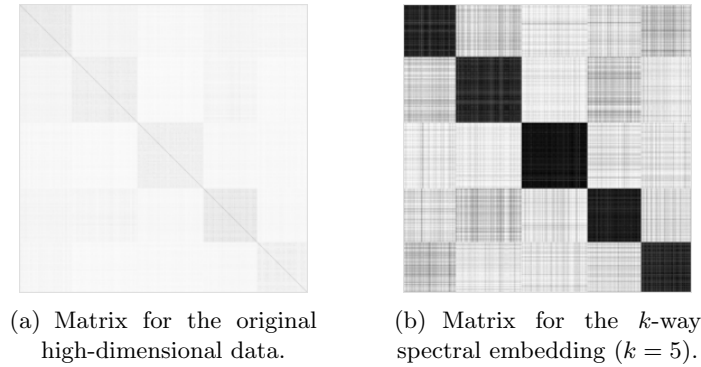 (a) Matrix for the original
high-dimensional data.
(b) Matrix for the k-way
spectral embedding (k = 5).